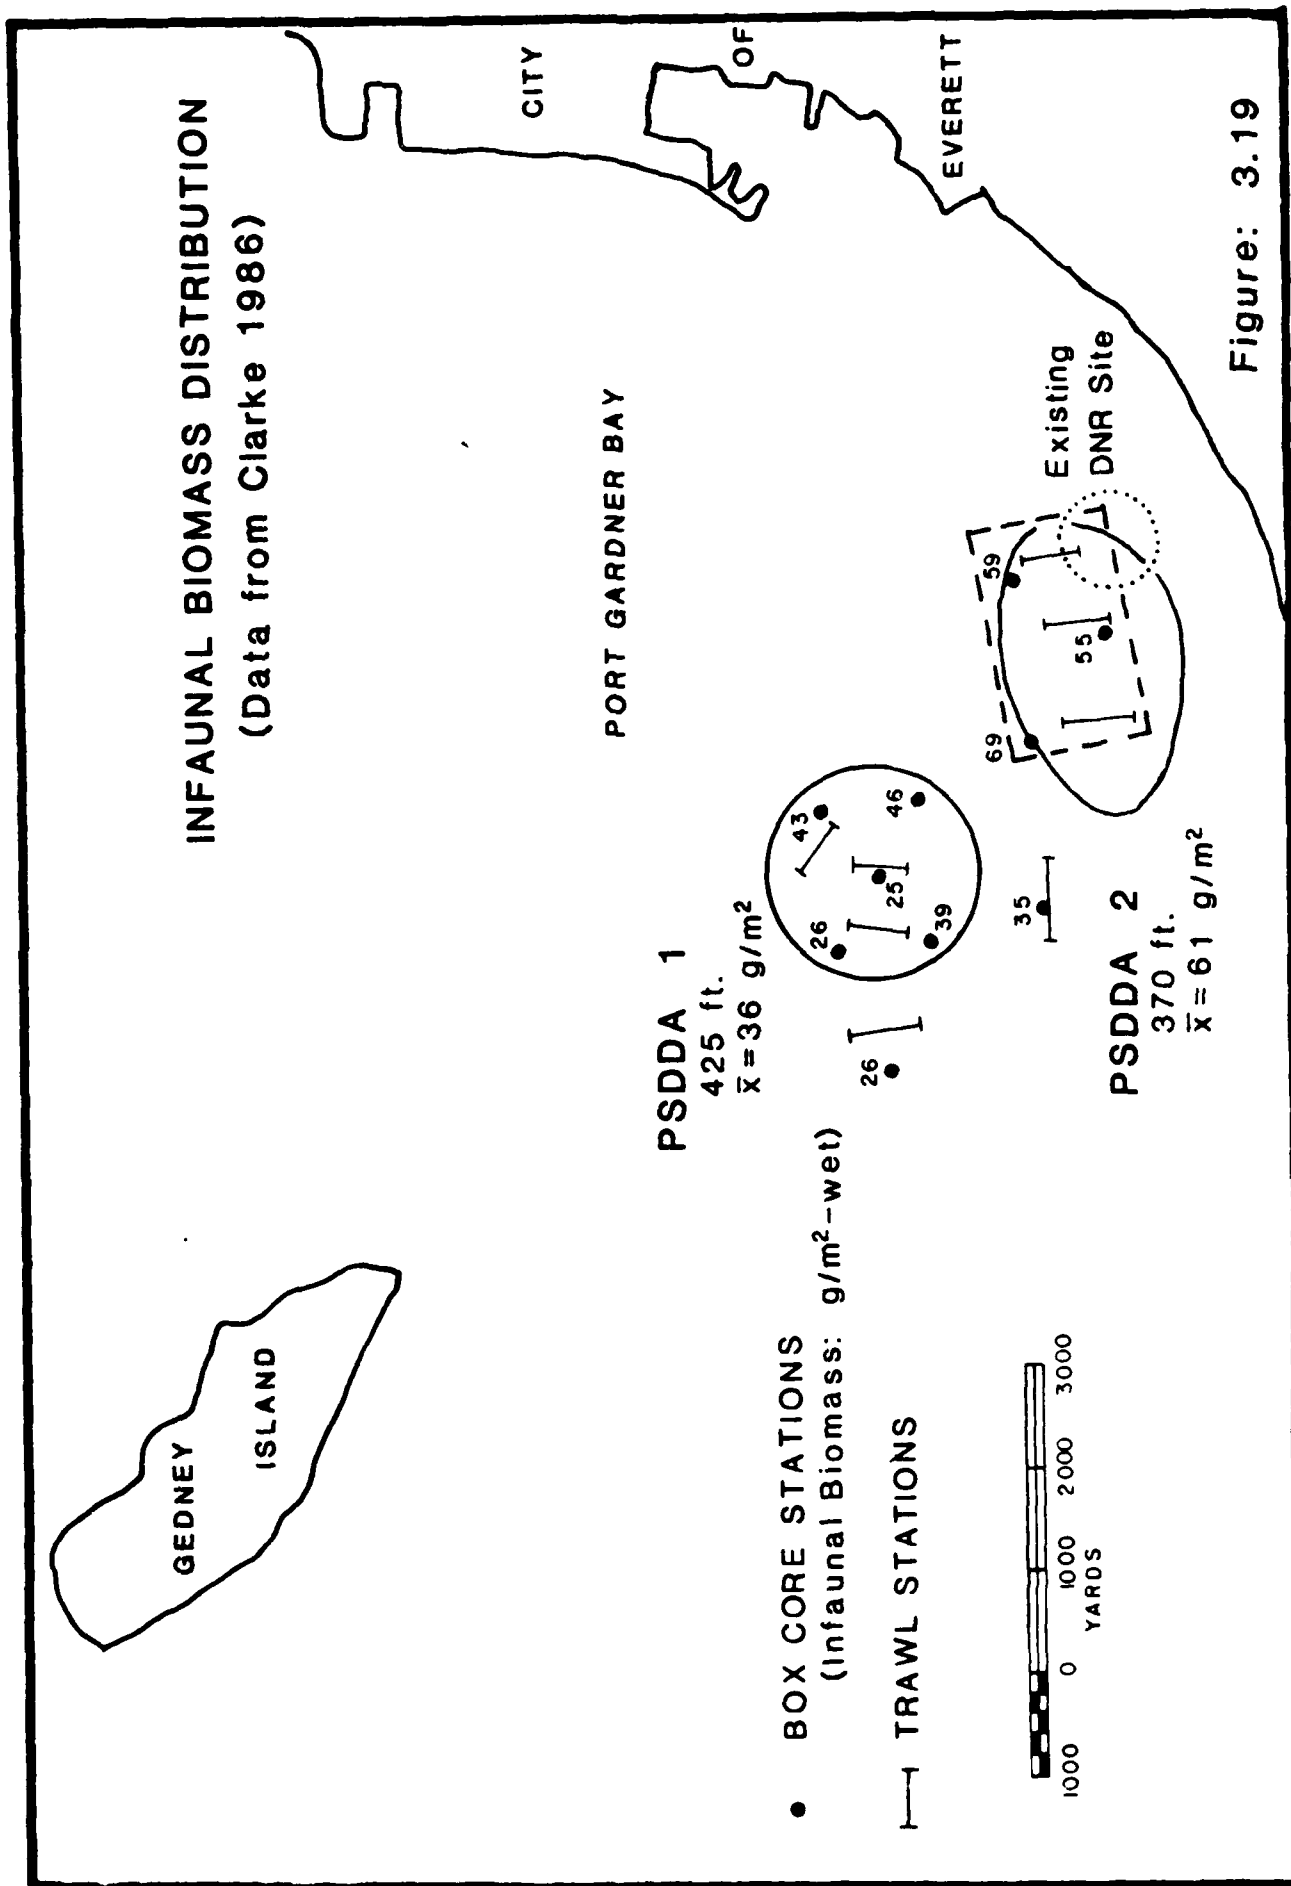 INFAUNAL BIOMASS DISTRIBUTION
(Data from Clarke 1986)
GEDNEY
ISLAND
CITY
OF
EVERETT
PORT GARDNER BAY
PSDDA 1
425 ft.
x̄=36 g/m²
26
43
25
46
39
26
35
69
59
55
Existing
DNR Site
PSDDA 2
370 ft.
x̄=61 g/m²
BOX CORE STATIONS
(Infaunal Biomass: g/m²-wet)
TRAWL STATIONS
1000 0 1000 2000 3000
YARDS
Figure: 3.19